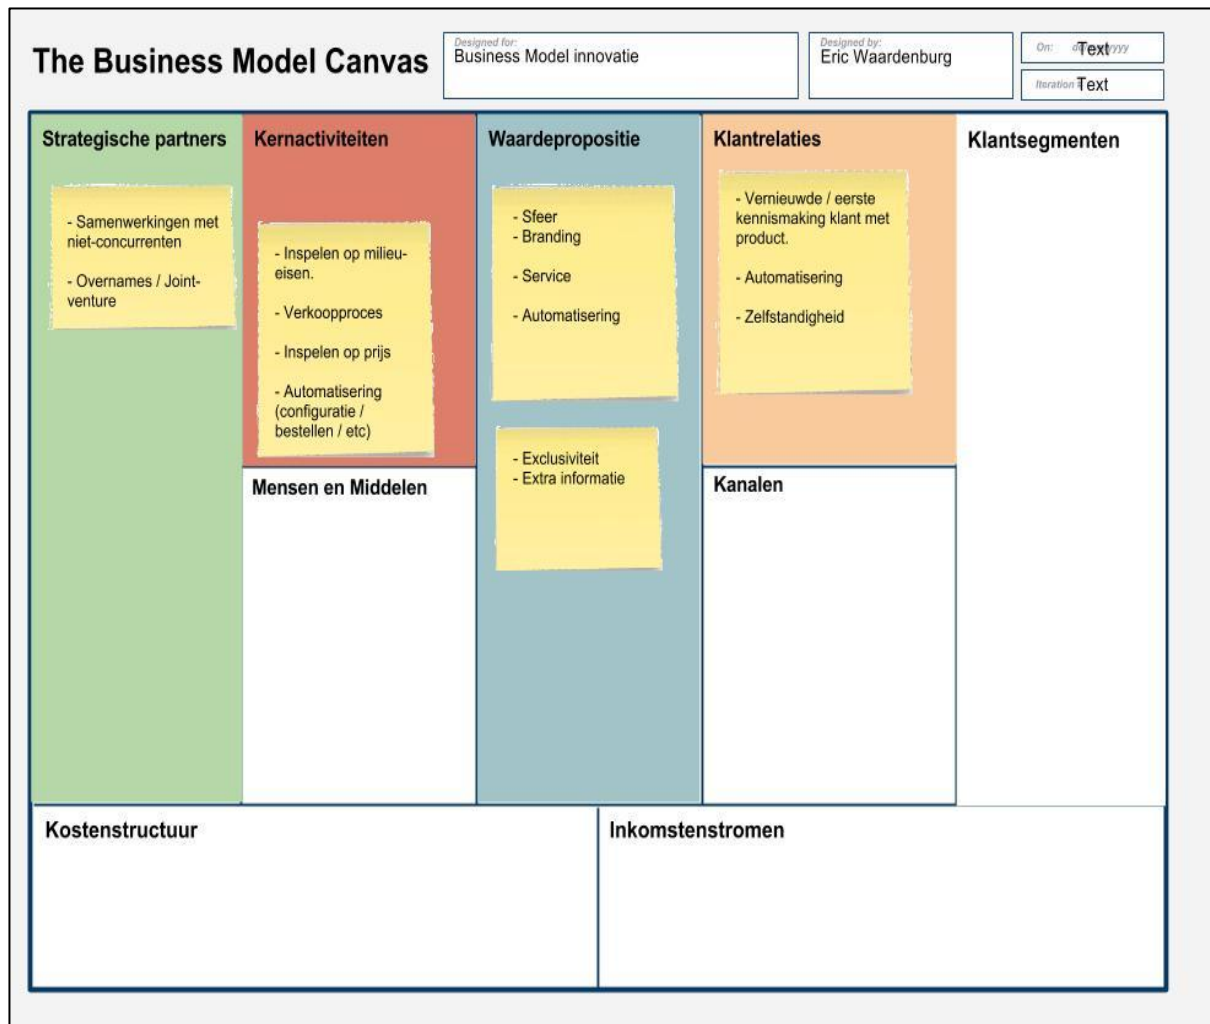 The Business Model Canvas
Designed for:
Business Model innovatie
Designed by:
Eric Waardenburg
On:
Text
Iteration
Text
Strategische partners
- Samenwerkingen met
niet-concurrenten
- Overnames / Joint-
venture
Kernactiviteiten
- Inspelen op milieu-
eisen.
- Verkoopproces
- Inspelen op prijs
- Automatisering
(configuratie /
bestellen / etc)
Mensen en Middelen
Waardepropositie
- Sfeer
- Branding
- Service
- Automatisering
- Exclusiviteit
- Extra informatie
Klantrelaties
- Vernieuwde / eerste
kennismaking klant met
product.
- Automatisering
- Zelfstandigheid
Kanalen
Klantsegmenten
Kostenstructuur
Inkomstenstromen